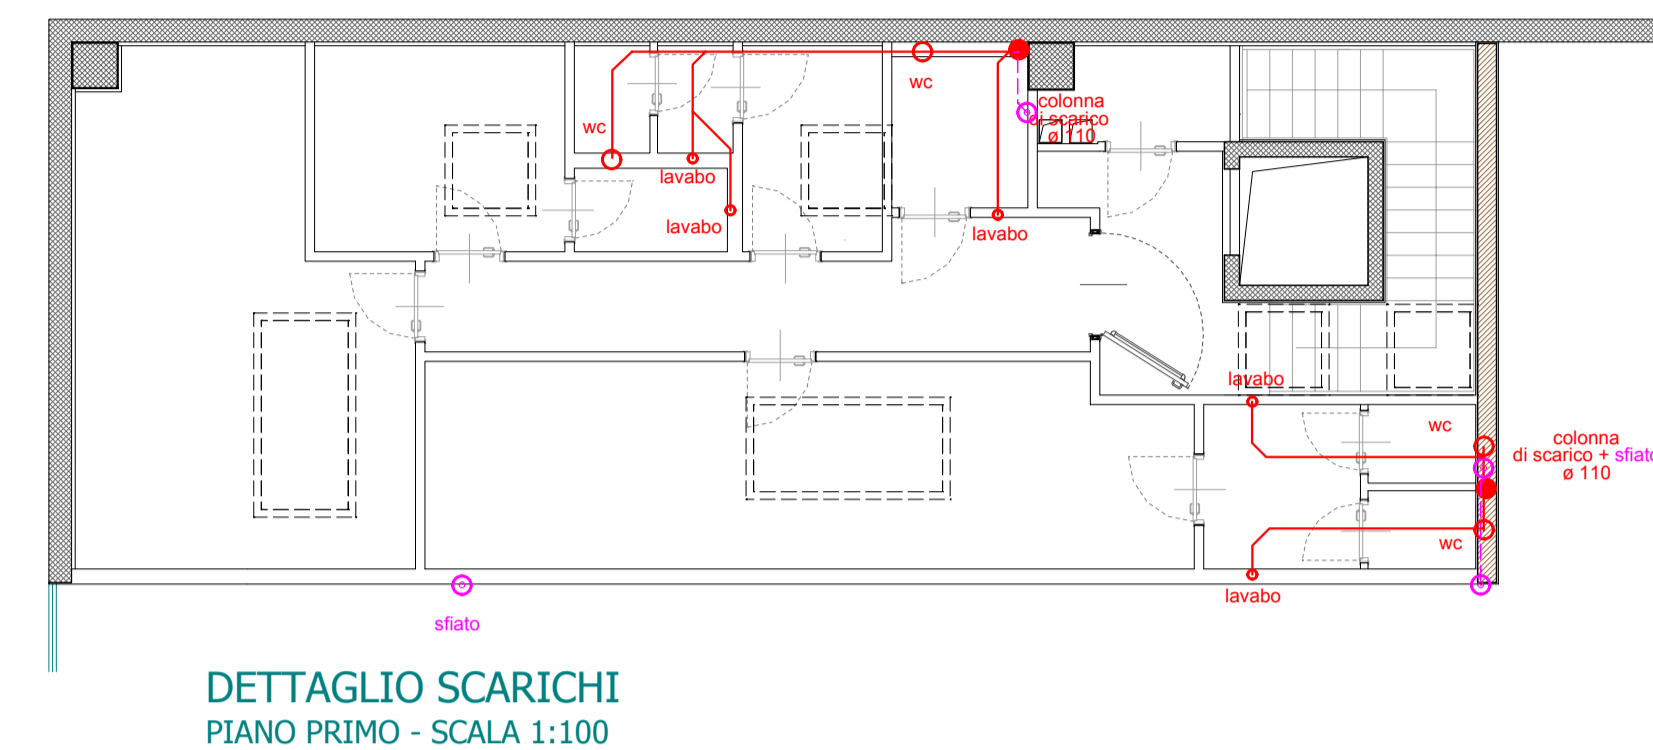 wc
colonna
di scarico
ø 110
wc
lavabo
lavabo
lavabo
lavabo
wc
colonna
di scarico + sfiato
ø 110
wc
lavabo
sfiato
DETTAGLIO SCARICHI
PIANO PRIMO - SCALA 1:100